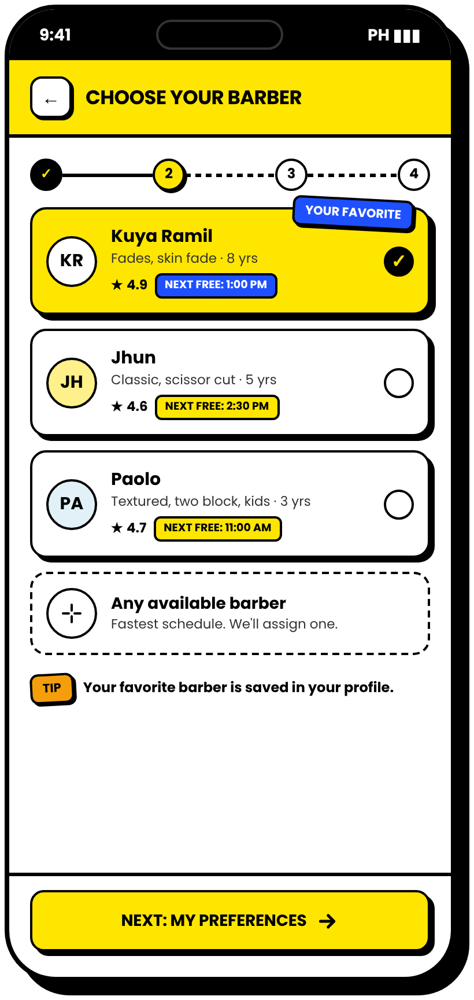 9:41
PH
← CHOOSE YOUR BARBER
✓ 2 3 4
YOUR FAVORITE
KR
Kuya Ramil
Fades, skin fade · 8 yrs
★ 4.9 NEXT FREE: 1:00 PM
✓
JH
Jhun
Classic, scissor cut · 5 yrs
★ 4.6 NEXT FREE: 2:30 PM
PA
Paolo
Textured, two block, kids · 3 yrs
★ 4.7 NEXT FREE: 11:00 AM
Any available barber
Fastest schedule. We'll assign one.
TIP Your favorite barber is saved in your profile.
NEXT: MY PREFERENCES →